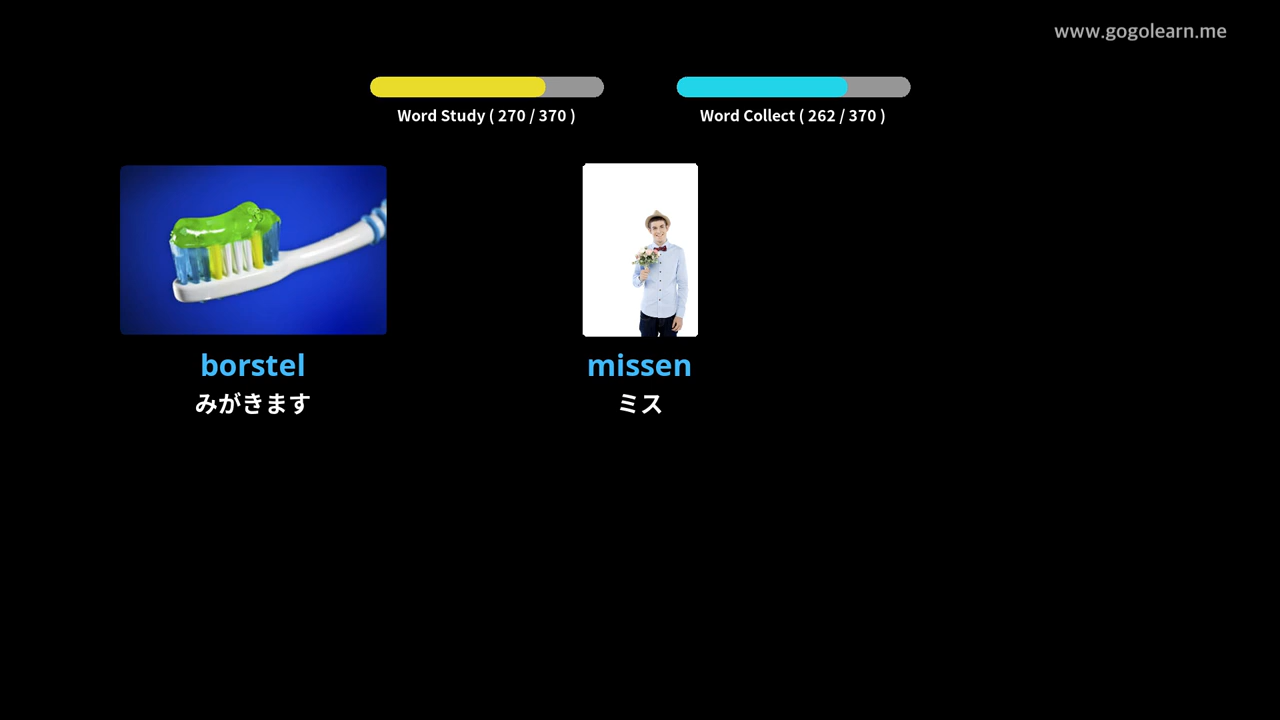 www.gogolearn.me
Word Study ( 270 / 370 )
Word Collect ( 262 / 370 )
borstel
みがきます
missen
ミス